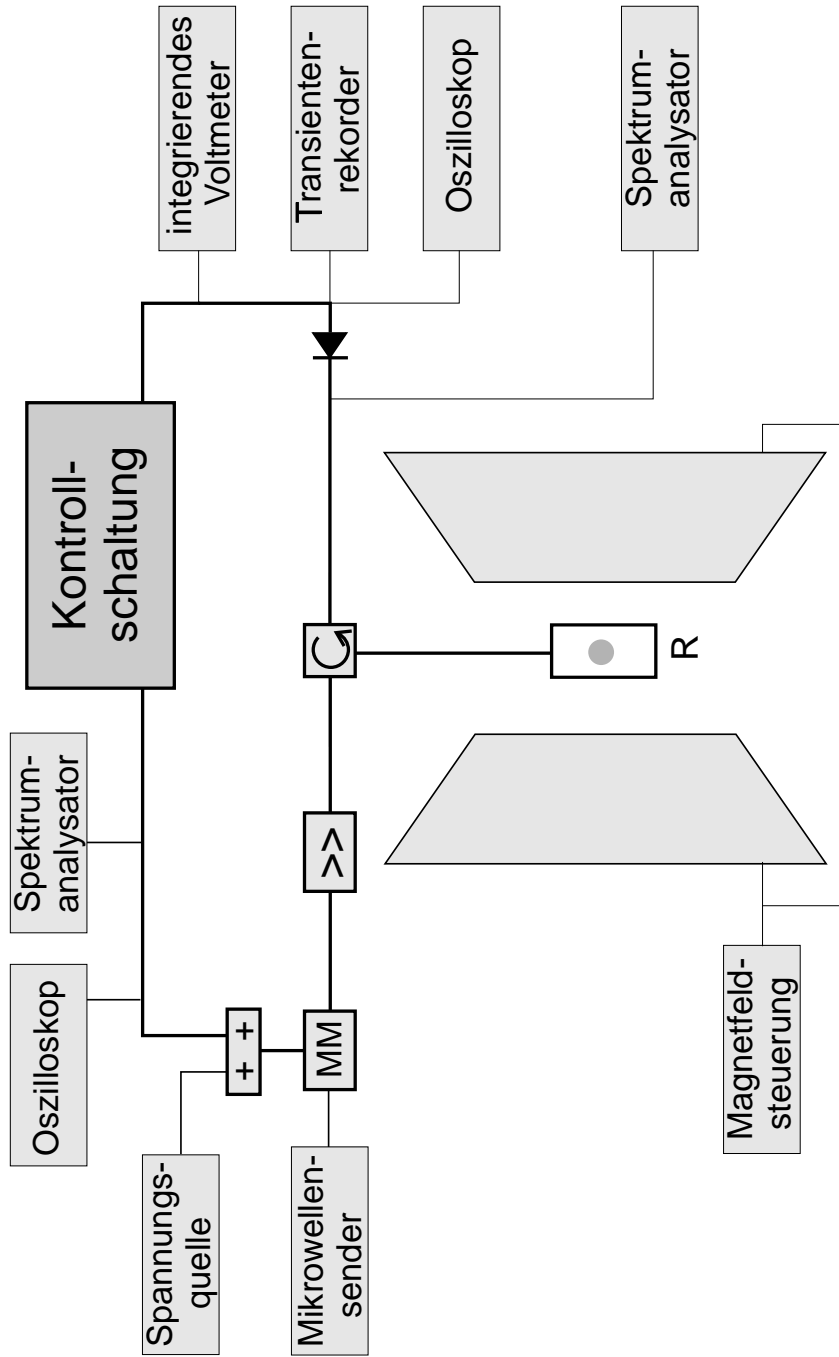 Oszilloskop
Spektrum-
analysator
Kontroll-
schaltung
integrierendes
Voltmeter
Spannungs-
quelle
+ +
Transienten-
rekorder
Mikrowellen-
sender
MM
>>
Oszilloskop
Spektrum-
analysator
R
Magnetfeld-
steuerung